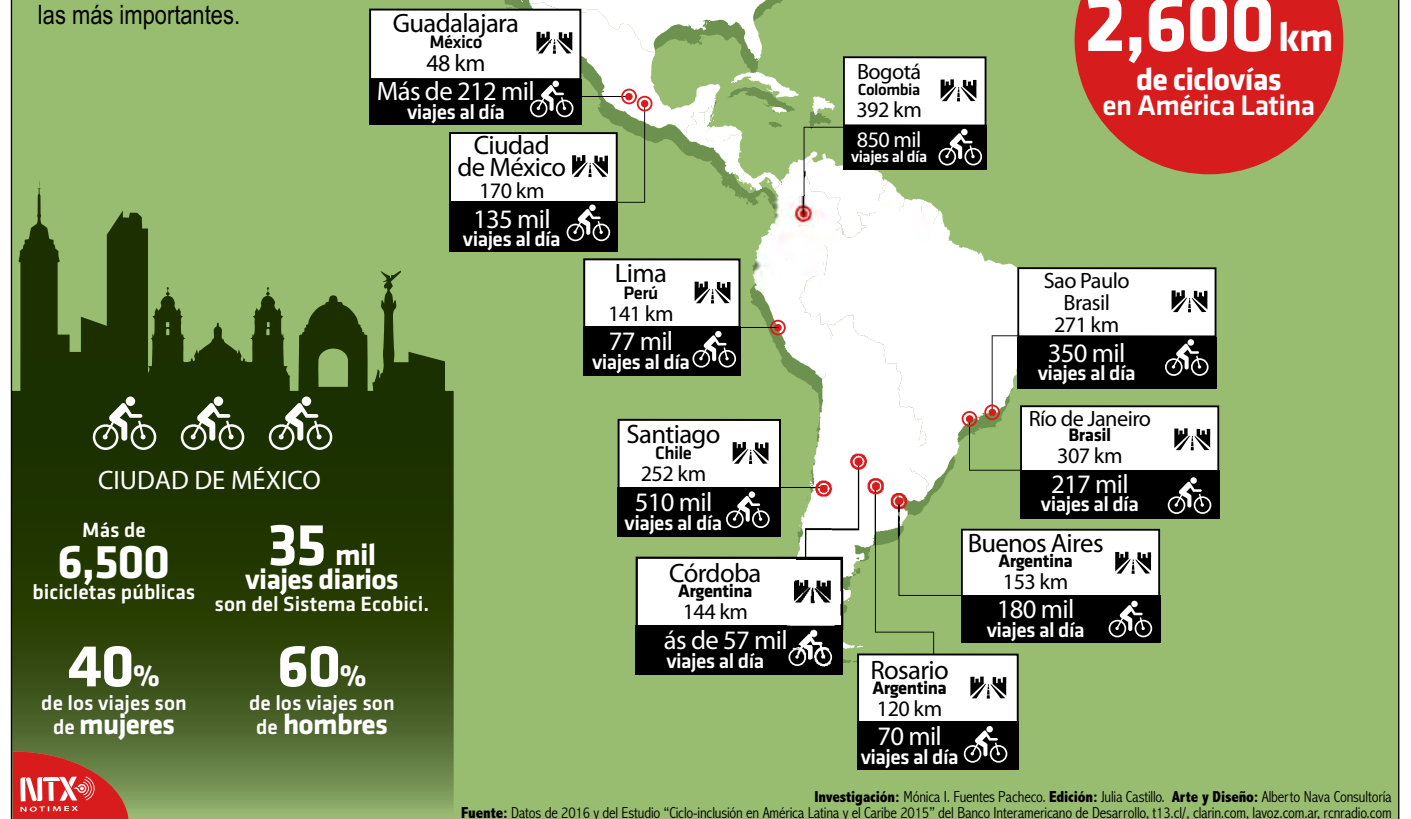 las más importantes.
2,600 km
de ciclovías
en América Latina
Guadalajara
México
48 km
Más de 212 mil
viajes al día
Bogotá
Colombia
392 km
850 mil
viajes al día
Ciudad
de México
170 km
135 mil
viajes al día
Lima
Perú
141 km
77 mil
viajes al día
Sao Paulo
Brasil
271 km
350 mil
viajes al día
Río de Janeiro
Brasil
307 km
217 mil
viajes al día
Santiago
Chile
252 km
510 mil
viajes al día
Buenos Aires
Argentina
153 km
180 mil
viajes al día
Córdoba
Argentina
144 km
ás de 57 mil
viajes al día
Rosario
Argentina
120 km
70 mil
viajes al día
CIUDAD DE MÉXICO
Más de
6,500
bicicletas públicas
35 mil
viajes diarios
son del Sistema Ecobici.
40%
de los viajes son
de mujeres
60%
de los viajes son
de hombres
NTX
NOTIMEX
Investigación: Mónica I. Fuentes Pacheco. Edición: Julia Castillo. Arte y Diseño: Alberto Nava Consultoría
Fuente: Datos de 2016 y del Estudio “Ciclo-inclusión en América Latina y el Caribe 2015” del Banco Interamericano de Desarrollo, t13.cl/, clarin.com, lavoz.com.ar, rcnradio.com